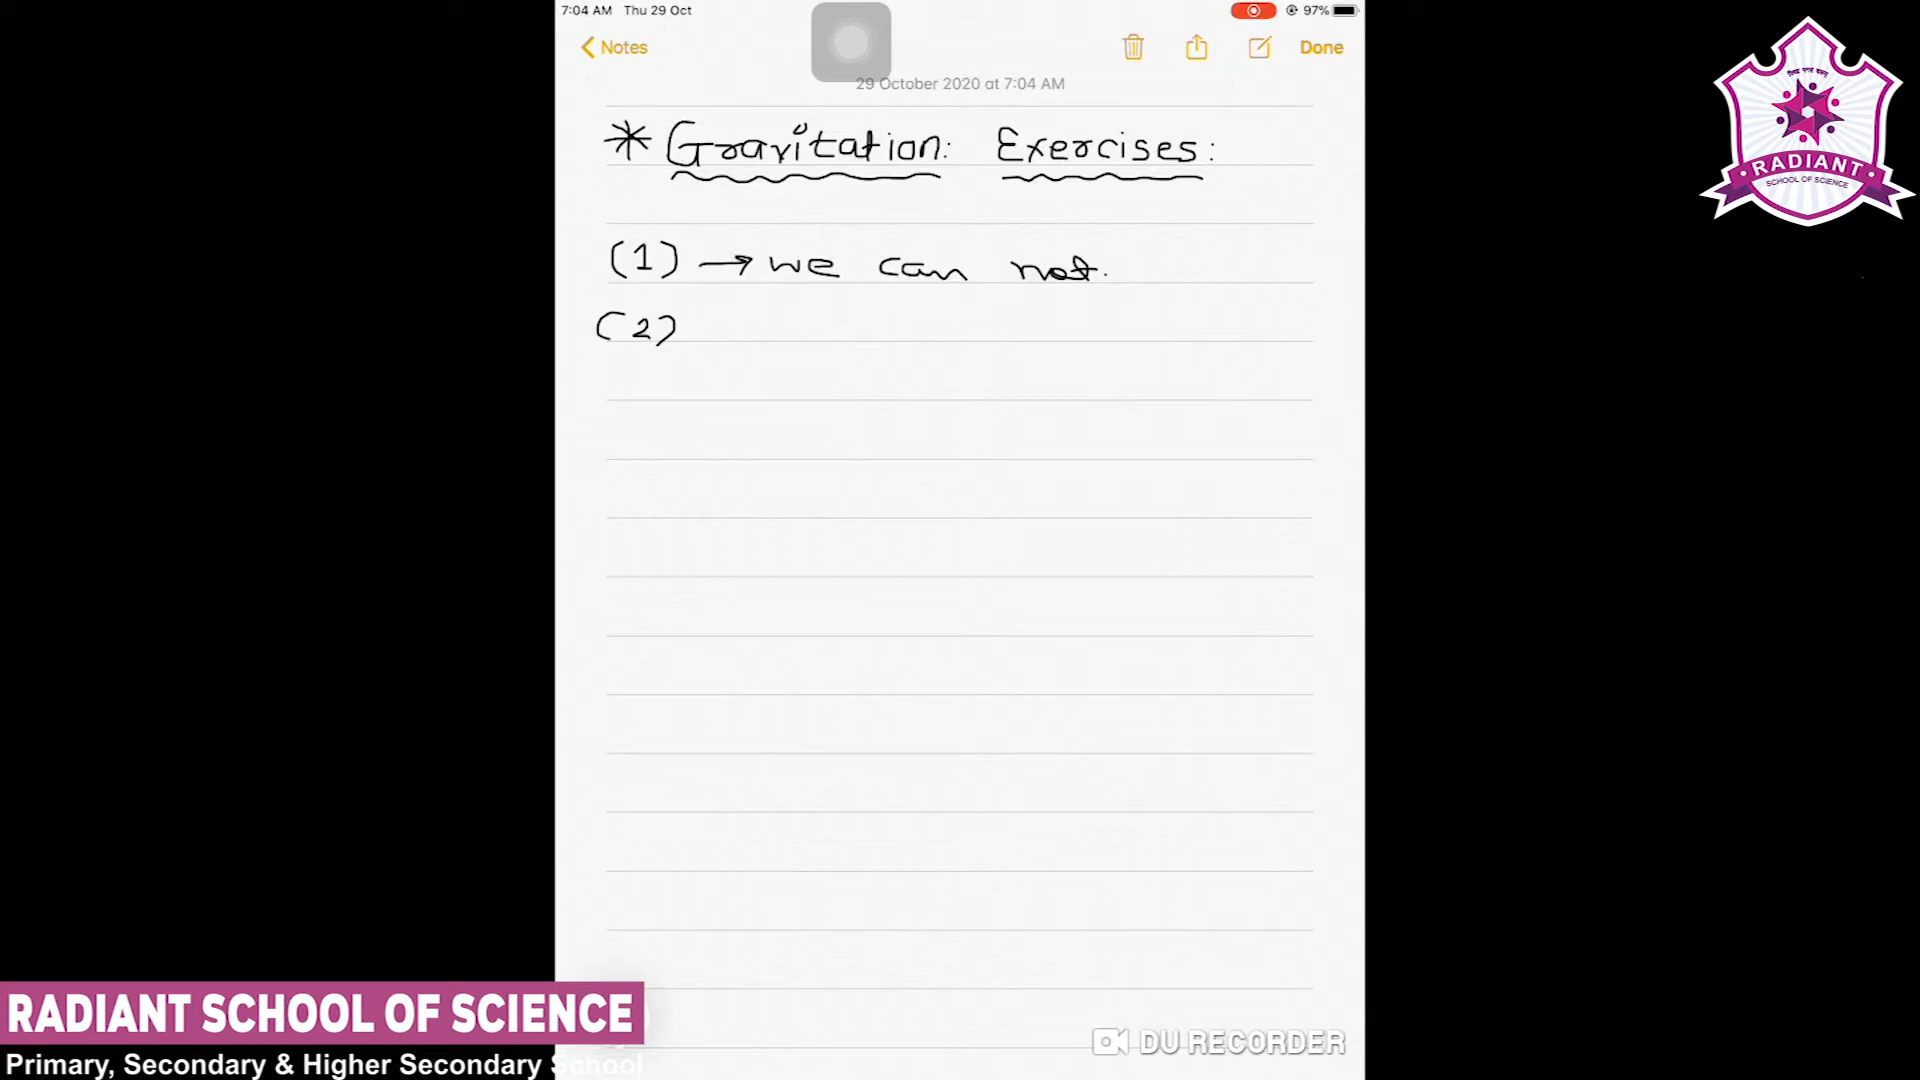 7:04 AM Thu 29 Oct
97%
Notes
Done
29 October 2020 at 7:04 AM
* Gravitation: Exercises:
(1) → we can not.
(2)
RADIANT
SCHOOL OF SCIENCE
RADIANT SCHOOL OF SCIENCE
Primary, Secondary & Higher Secondary School
DU RECORDER